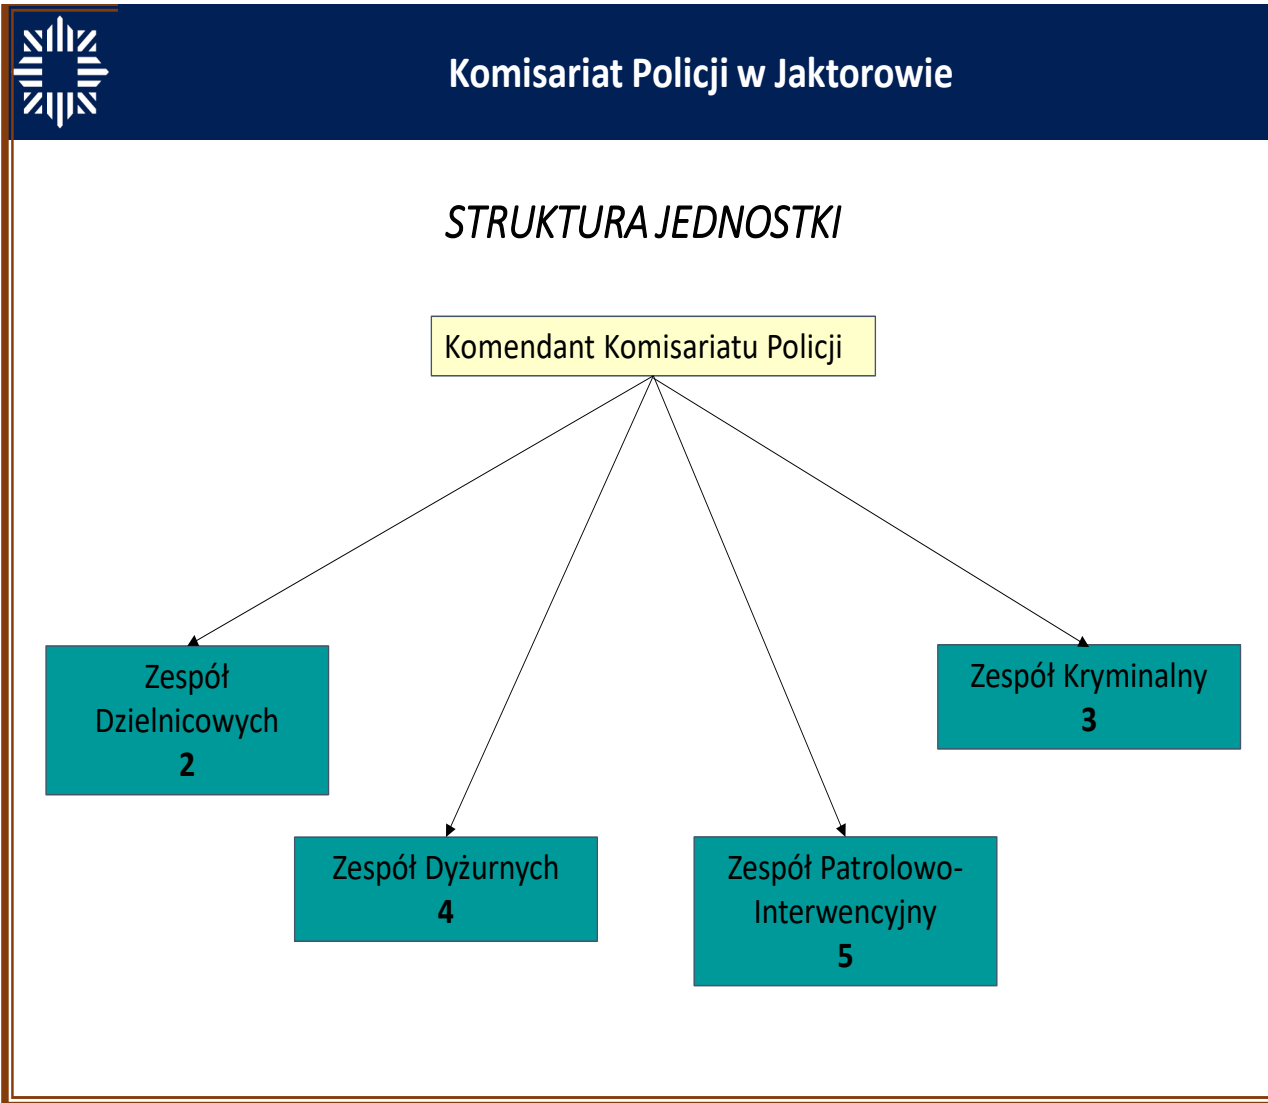 Komisariat Policji w Jaktorowie
STRUKTURA JEDNOSTKI
Komendant Komisariatu Policji
Zespół
Dzielnicowych
2
Zespół Kryminalny
3
Zespół Dyżurnych
4
Zespół Patrolowo-
Interwencyjny
5